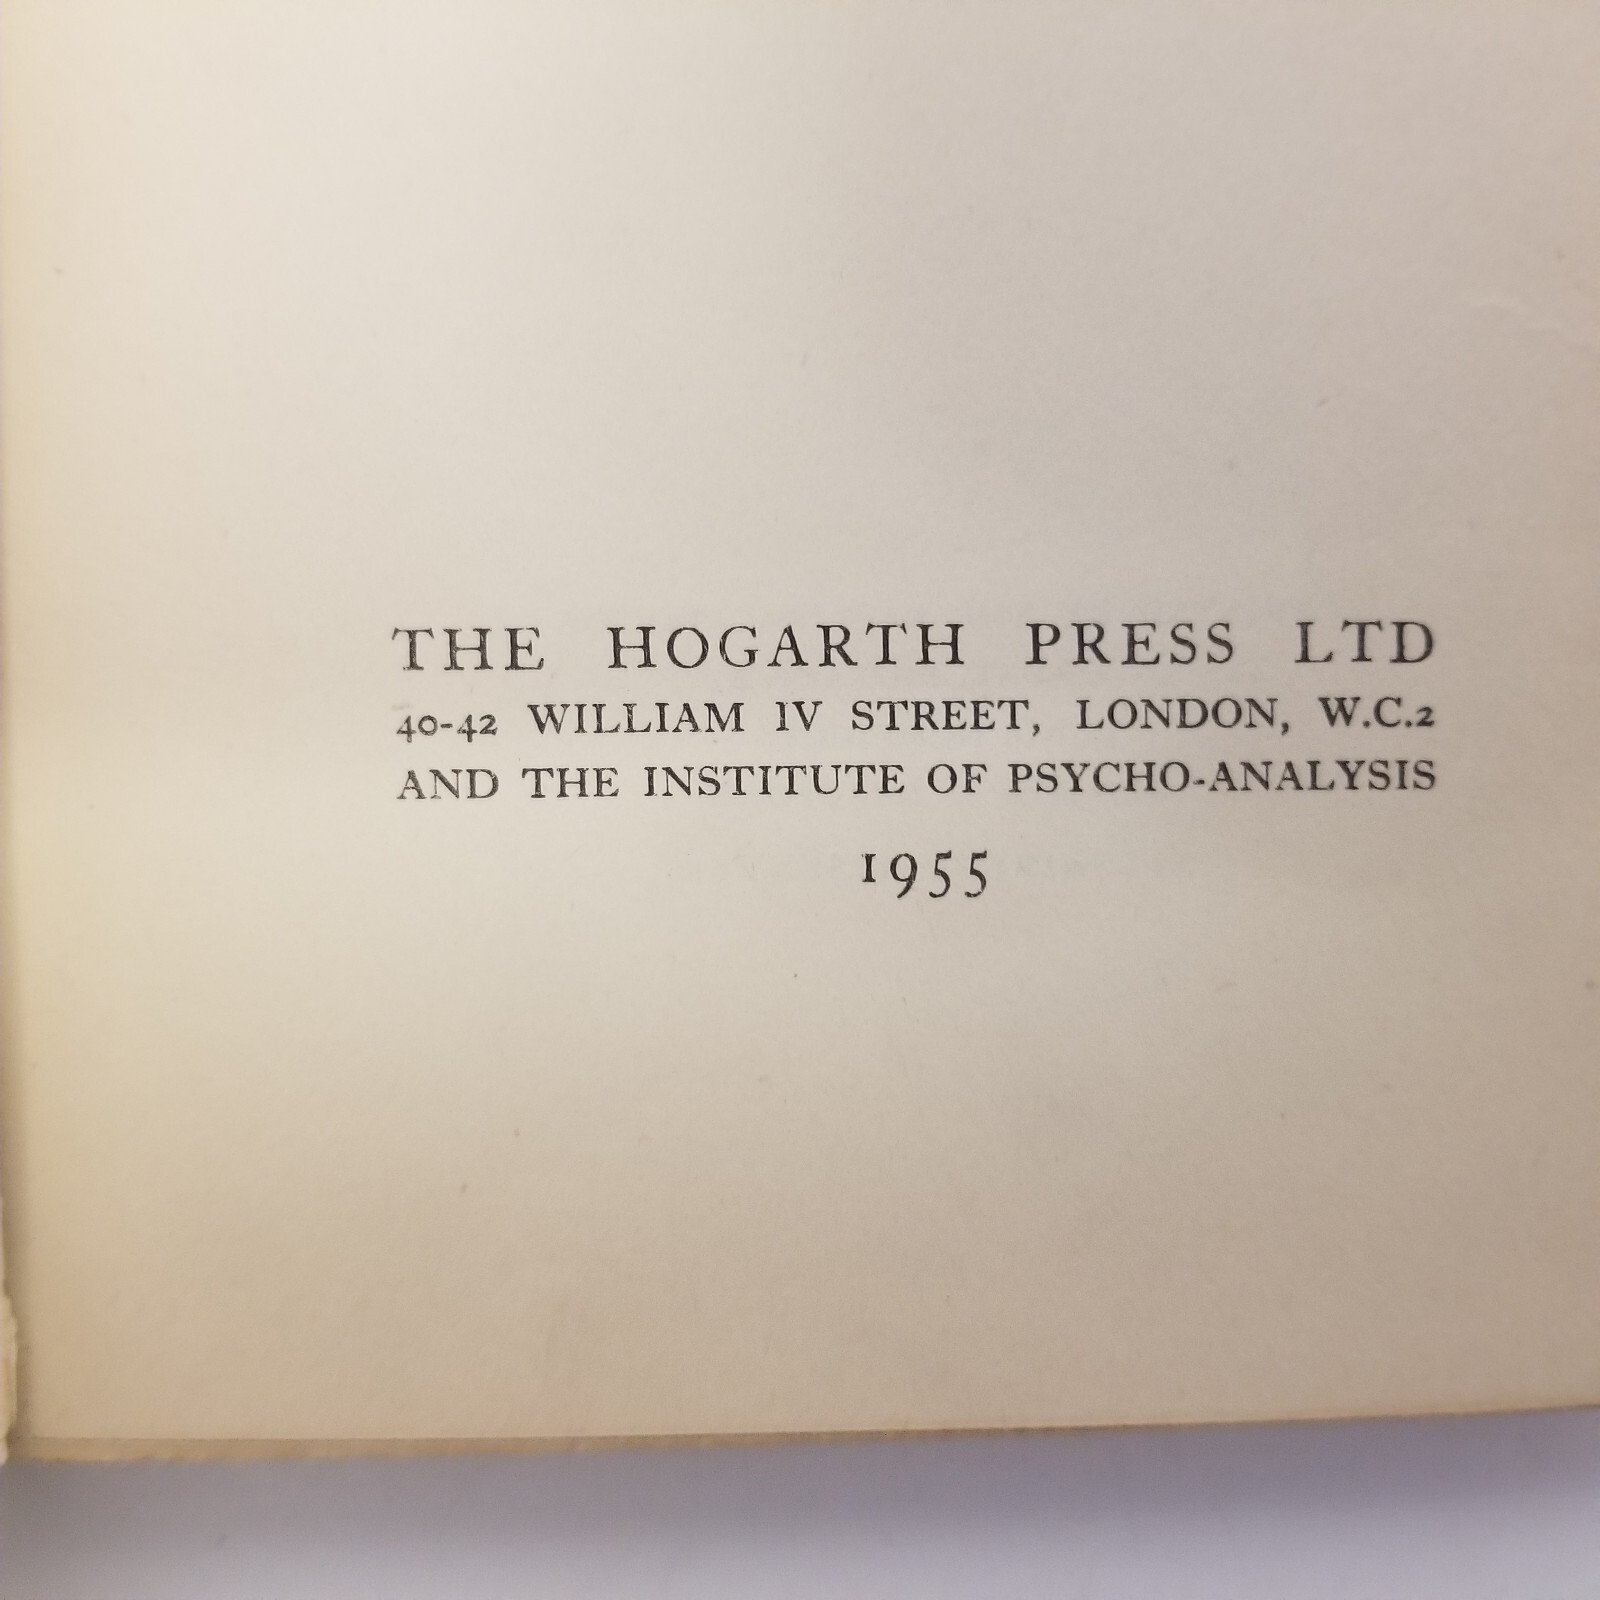 THE HOGARTH PRESS LTD
40-42 WILLIAM IV STREET, LONDON, W.C.2
AND THE INSTITUTE OF PSYCHO-ANALYSIS
1955